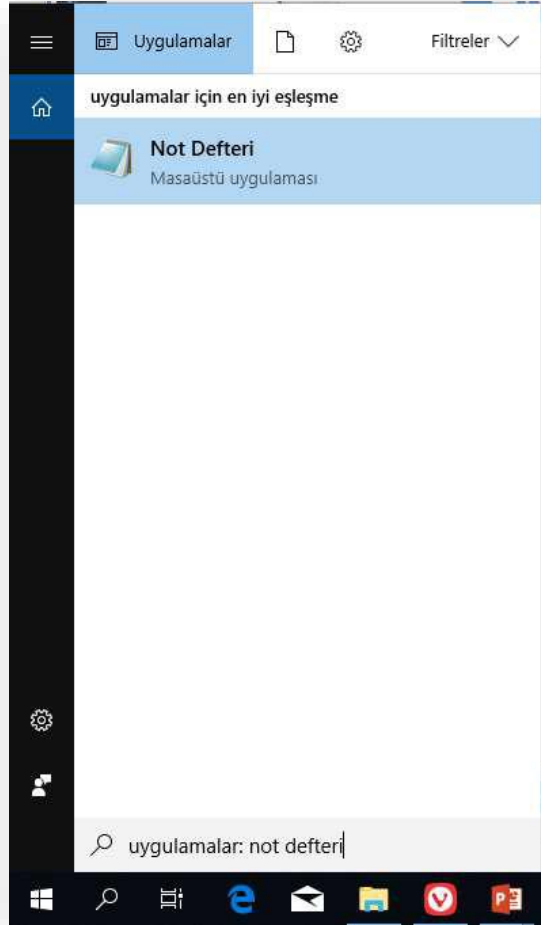 Uygulamalar
Filtreler
uygulamalar için en iyi eşleşme
Not Defteri
Masaüstü uygulaması
uygulamalar: not defteri